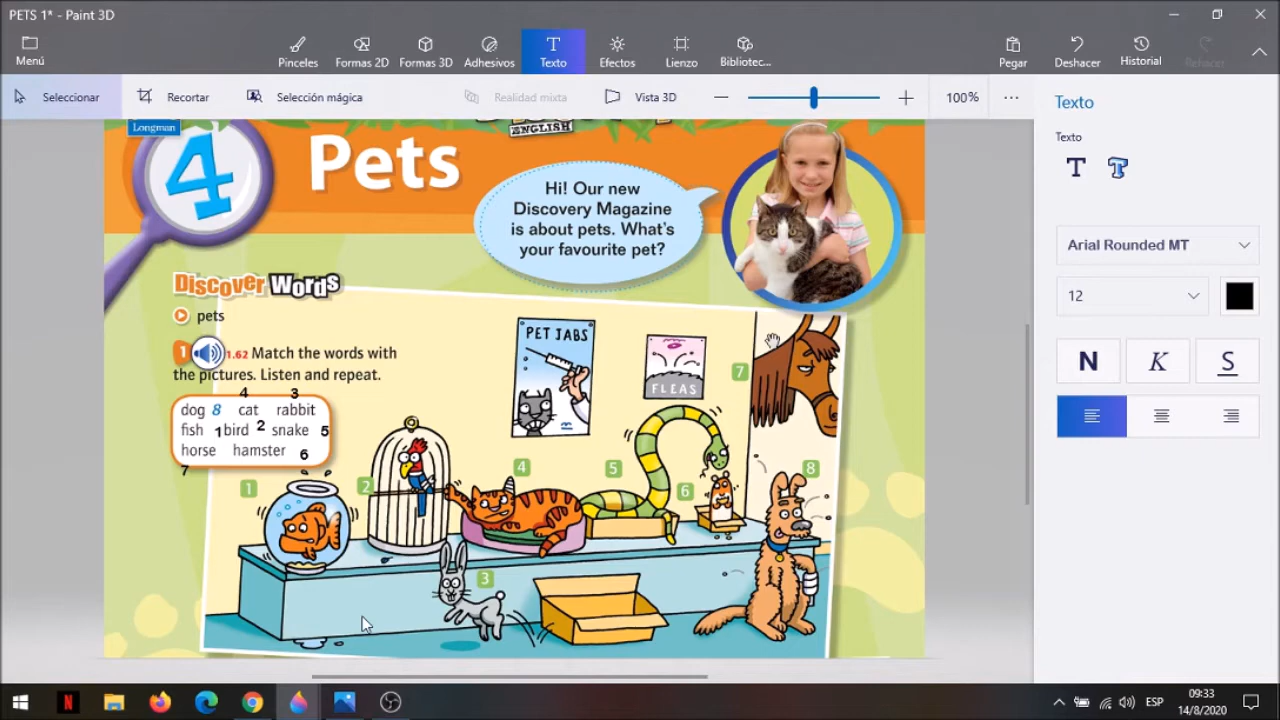 PETS 1* - Paint 3D
Menú
Pinceles
Formas 2D
Formas 3D
Adhesivos
Texto
Efectos
Lienzo
Bibliotec...
Pegar
Deshacer
Historial
Rehacer
Seleccionar
Recortar
Selección mágica
Realidad mixta
Vista 3D
100%
Texto
Texto
Arial Rounded MT
12
N K S
Longman
ENGLISH
4
Pets
Hi! Our new
Discovery Magazine
is about pets. What's
your favourite pet?
Discover Words
pets
1 1.62 Match the words with
the pictures. Listen and repeat.
4 3
dog 8 cat rabbit
fish 1 bird 2 snake 5
horse hamster 6
7
PET JABS
FLEAS
1
2
3
4
5
6
7
8
ESP
09:33
14/8/2020